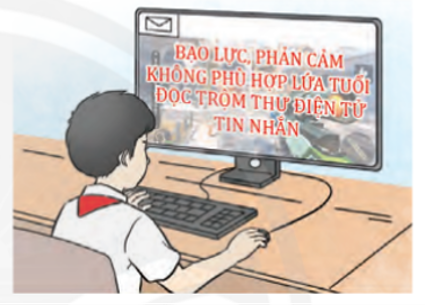 BẠO LỰC, PHẢN CẢM
KHÔNG PHÙ HỢP LỨA TUỔI
ĐỌC TRỘM THƯ ĐIỆN TỬ
TIN NHẮN